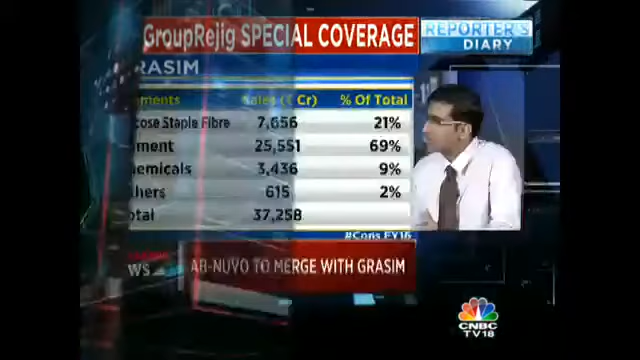 GroupRejig SPECIAL COVERAGE
REPORTER'S
DIARY
RASIM
ments Sales (₹ Cr) % Of Total
cose Staple Fibre 7,656 21%
ment 25,551 69%
hemicals 3,436 9%
thers 615 2%
otal 37,258
#Cons FY16
WS
AB-NUVO TO MERGE WITH GRASIM
CNBC
TV18